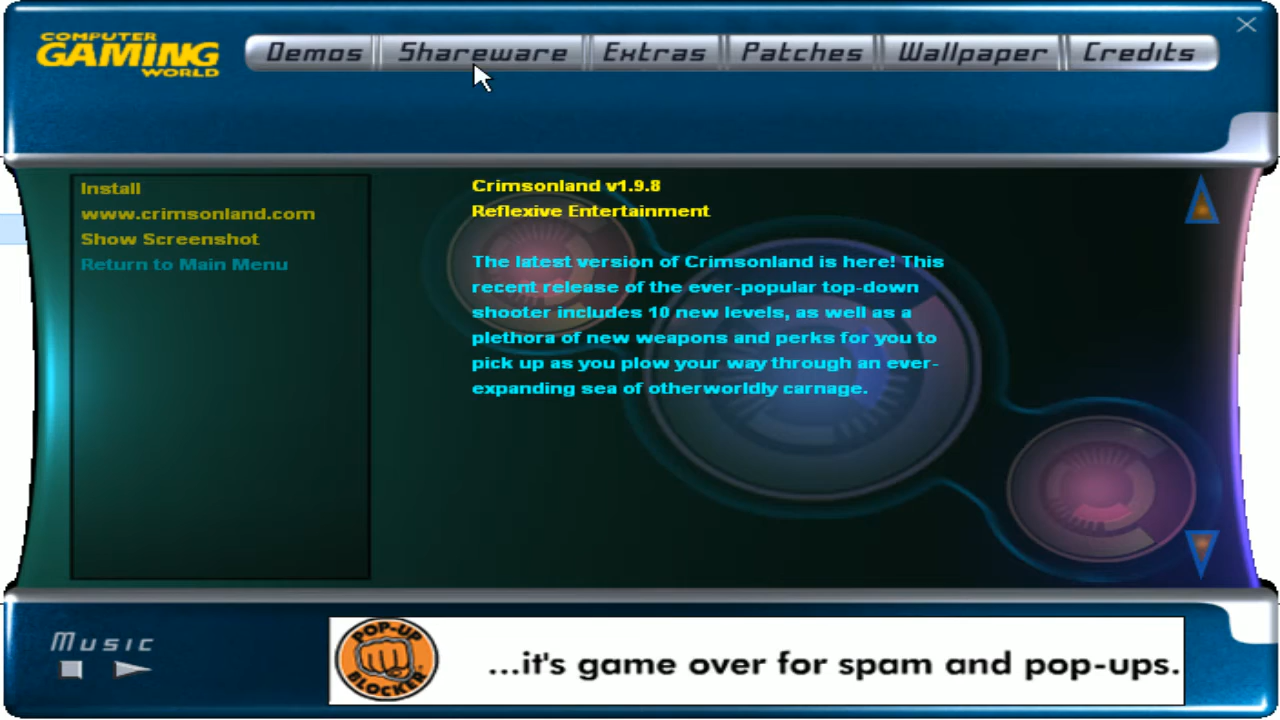 COMPUTER
GAMING
WORLD
Demos
Shareware
Extras
Patches
Wallpaper
Credits
Install
www.crimsonland.com
Show Screenshot
Return to Main Menu
Crimsonland v1.9.8
Reflexive Entertainment
The latest version of Crimsonland is here! This
recent release of the ever-popular top-down
shooter includes 10 new levels, as well as a
plethora of new weapons and perks for you to
pick up as you plow your way through an ever-
expanding sea of otherworldly carnage.
Music
POP-UP
BLOCKER
...it's game over for spam and pop-ups.